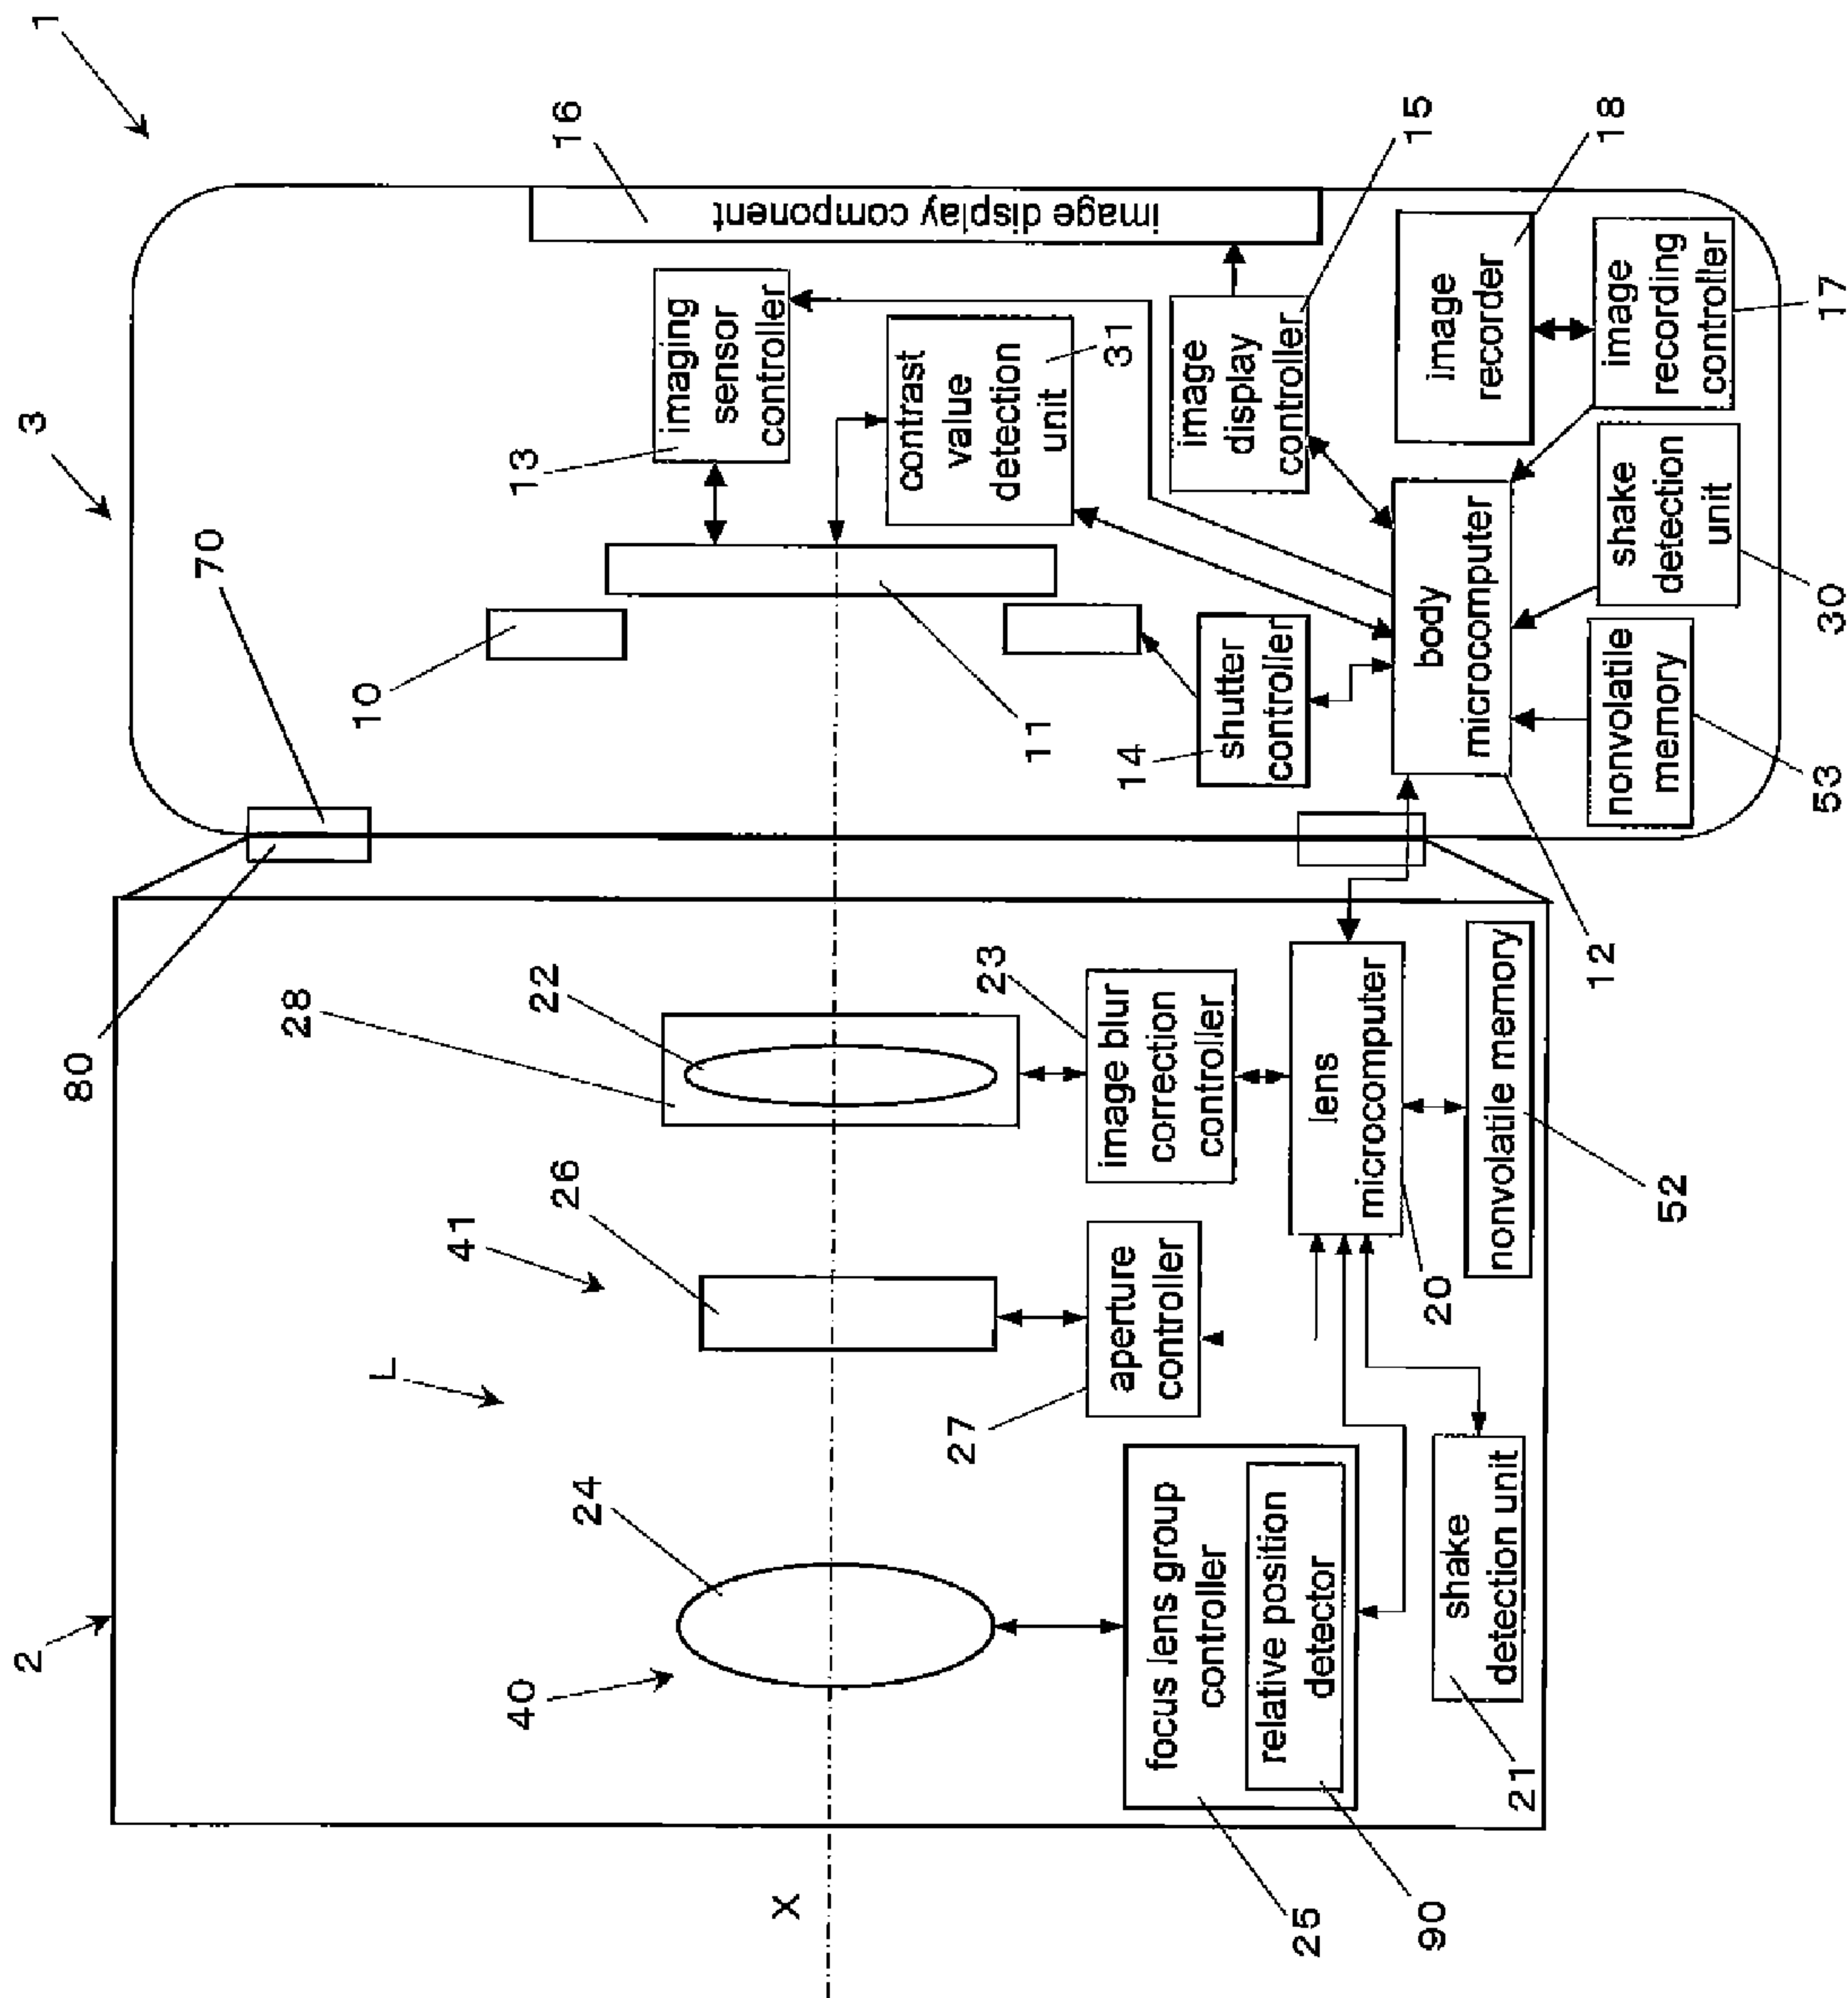 1
3
2
70
80
16
image display component
13
imaging
sensor
controller
10
11
contrast
value
detection
unit
31
image
display
controller
15
14
shutter
controller
body
microcomputer
12
image
recorder
18
image
recording
controller
17
shake
detection
unit
30
nonvolatile
memory
53
28
22
23
image blur
correction
controller
lens
microcomputer
20
nonvolatile memory
52
41
26
L
aperture
controller
27
24
40
X
focus lens group
controller
25
relative position
detector
90
shake
detection unit
21